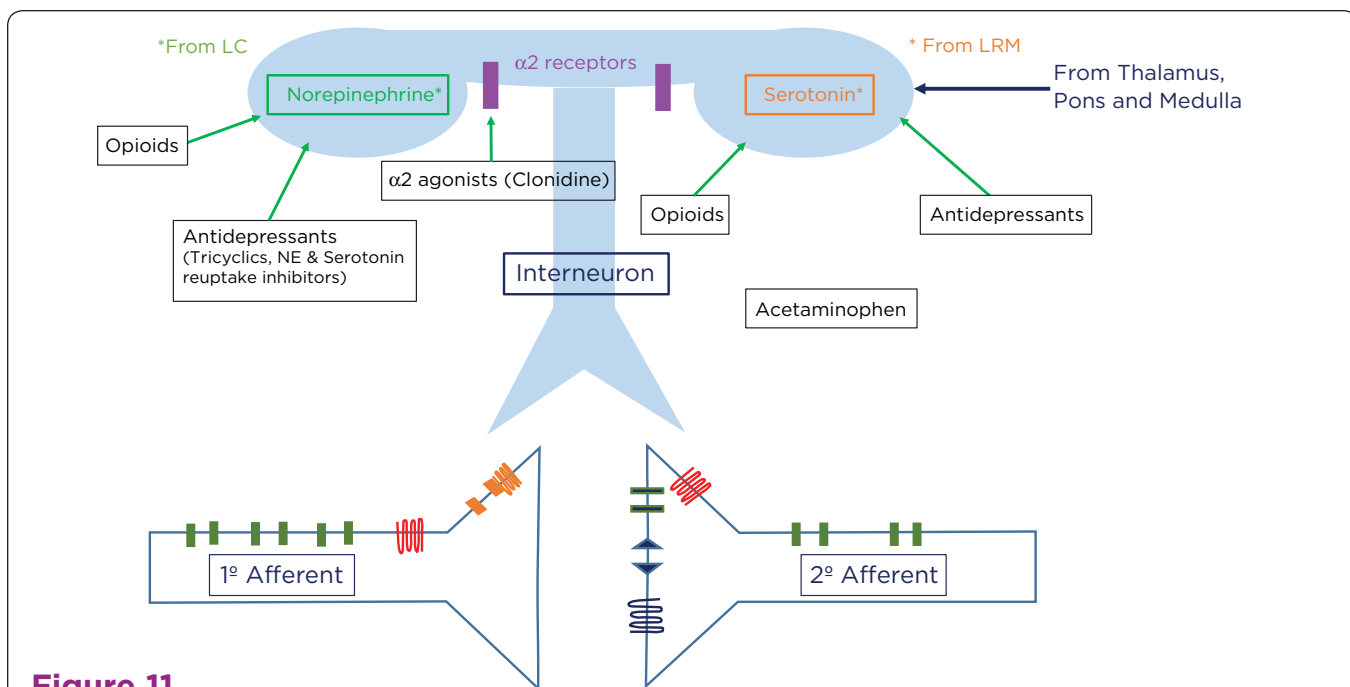 *From LC
* From LRM
α2 receptors
From Thalamus,
Pons and Medulla
Norepinephrine*
Serotonin*
Opioids
α2 agonists (Clonidine)
Opioids
Antidepressants
Antidepressants
(Tricyclics, NE & Serotonin
reuptake inhibitors)
Interneuron
Acetaminophen
1º Afferent
2º Afferent
Figure 11